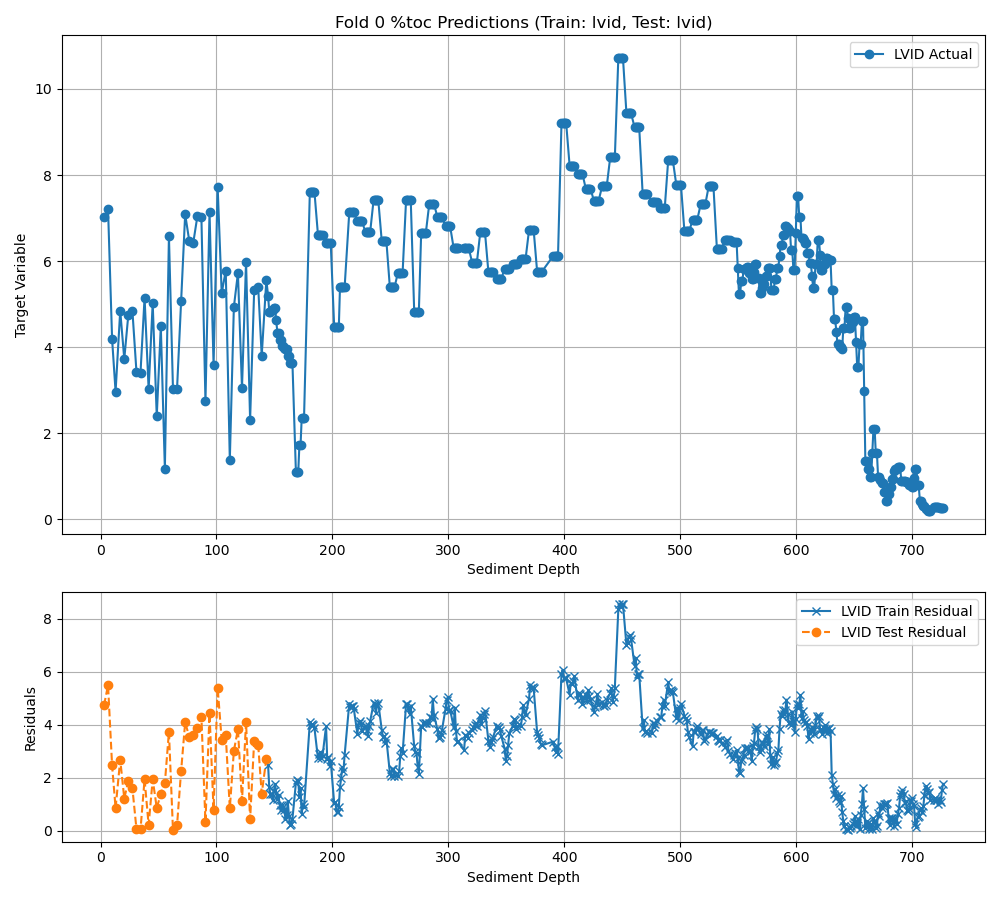 Fold 0 %toc Predictions (Train: lvid, Test: lvid)
LVID Actual
Target Variable
10
8
6
4
2
0
0 100 200 300 400 500 600 700
Sediment Depth
LVID Train Residual
LVID Test Residual
Residuals
8
6
4
2
0
0 100 200 300 400 500 600 700
Sediment Depth